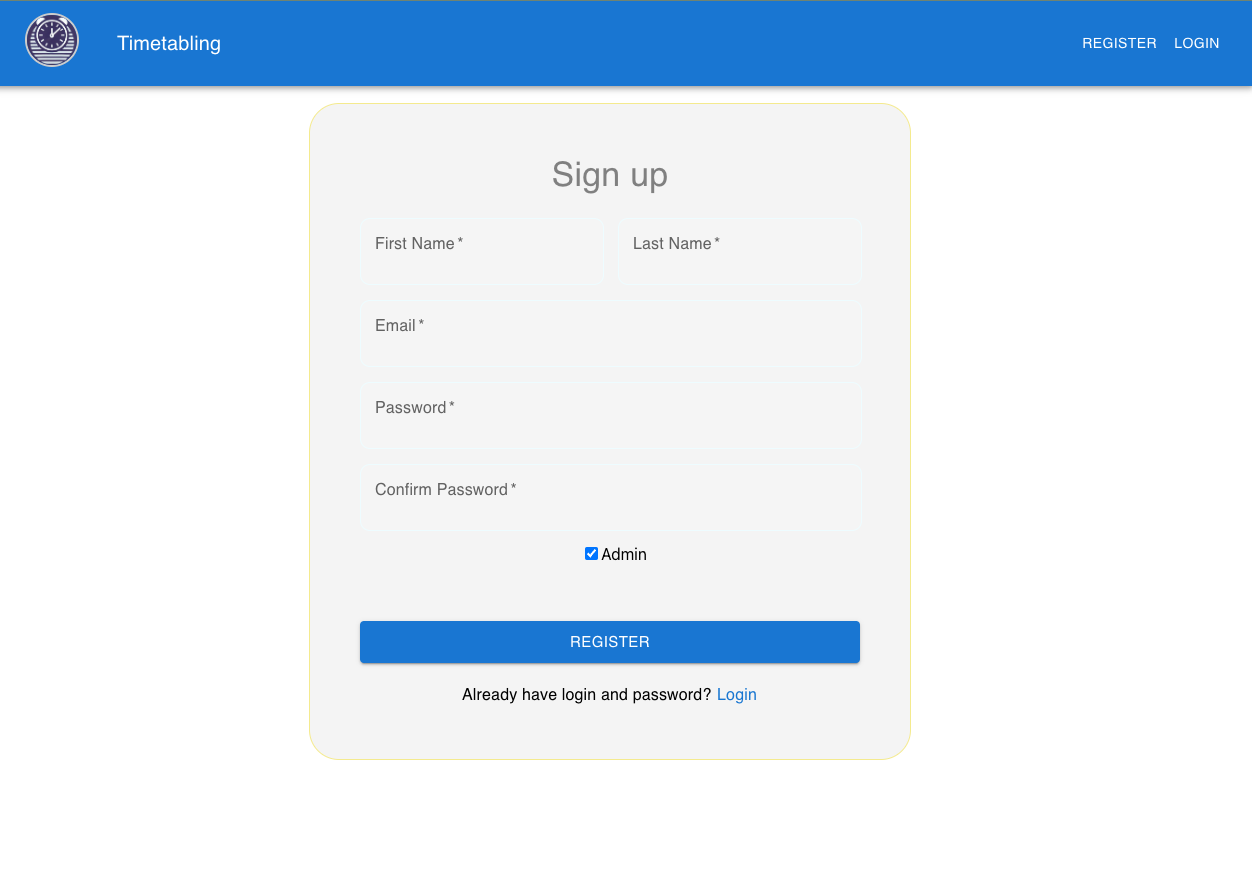 Timetabling
REGISTER LOGIN
Sign up
First Name * Last Name *
Email *
Password *
Confirm Password *
Admin
REGISTER
Already have login and password? Login